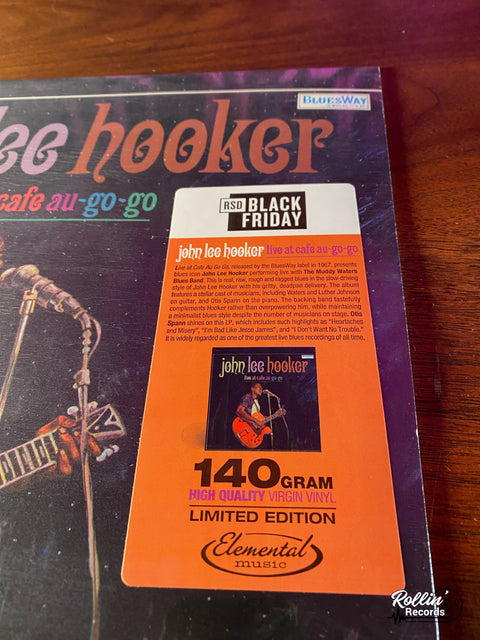 BLUESWAY
lee hooker
cafe au-go-go
RSD BLACK
FRIDAY
john lee hooker live at cafe au-go-go
Live at Cafe Au Go Go, released by the BluesWay label in 1967, presents
blues icon John Lee Hooker performing live with The Muddy Waters
Blues Band. This is real, raw, rough and ragged blues in the slow-driving
style of John Lee Hooker with his gritty, deadpan delivery. The album
features a stellar cast of musicians, including Waters and Luther Johnson
on guitar, and Otis Spann on the piano. The backing band tastefully
complements Hooker rather than overpowering him, while maintaining
a minimalist blues style despite the number of musicians on stage. Otis
Spann shines on this LP, which includes such highlights as "Heartaches
and Misery", "I'm Bad Like Jesse James", and "I Don't Want No Trouble."
It is widely regarded as one of the greatest live blues recordings of all time.
john lee hooker
live at cafe au-go-go
140 GRAM
HIGH QUALITY VIRGIN VINYL
LIMITED EDITION
Elemental
music
Rollin'
Records